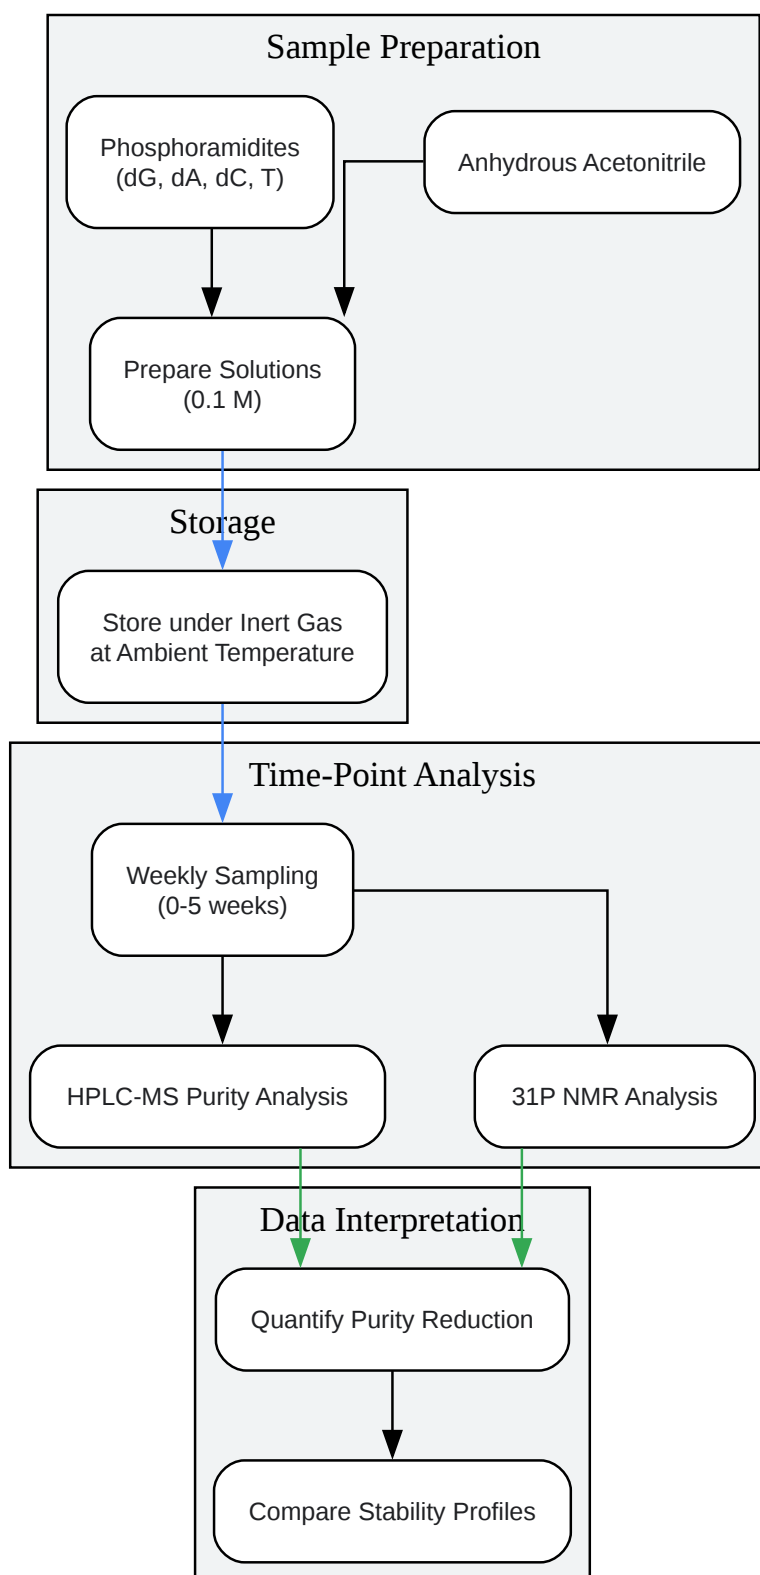 Sample Preparation
Phosphoramidites
(dG, dA, dC, T)
Anhydrous Acetonitrile
Prepare Solutions
(0.1 M)
Storage
Store under Inert Gas
at Ambient Temperature
Time-Point Analysis
Weekly Sampling
(0-5 weeks)
HPLC-MS Purity Analysis
31P NMR Analysis
Data Interpretation
Quantify Purity Reduction
Compare Stability Profiles